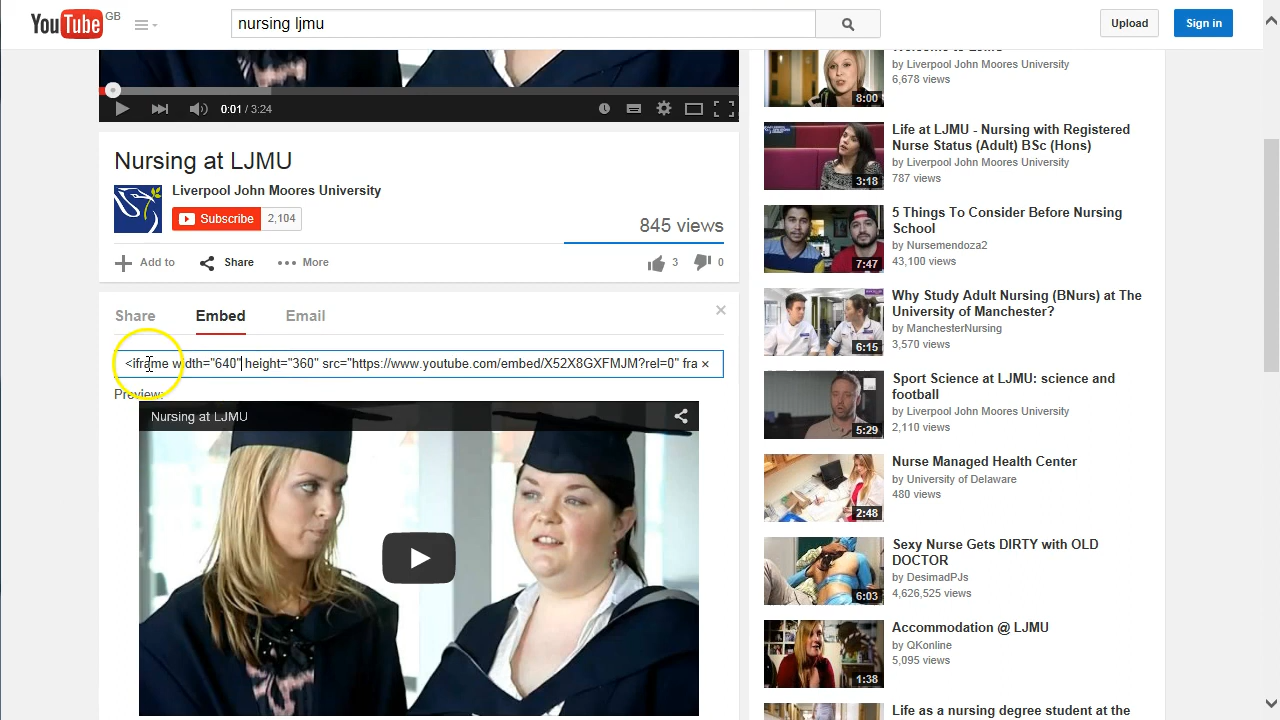 YouTube GB
nursing ljmu
Upload
Sign in
0:01 / 3:24
Nursing at LJMU
Liverpool John Moores University
Subscribe 2,104
845 views
Add to Share More
3 0
Share Embed Email
<iframe width="640" height="360" src="https://www.youtube.com/embed/X52X8GXFMJM?rel=0" fra
Preview:
Nursing at LJMU
Welcome to LJMU
by Liverpool John Moores University
6,678 views
8:00
Life at LJMU - Nursing with Registered
Nurse Status (Adult) BSc (Hons)
by Liverpool John Moores University
787 views
3:18
5 Things To Consider Before Nursing
School
by Nursemendoza2
43,100 views
7:47
Why Study Adult Nursing (BNurs) at The
University of Manchester?
by ManchesterNursing
3,570 views
6:15
Sport Science at LJMU: science and
football
by Liverpool John Moores University
2,110 views
5:29
Nurse Managed Health Center
by University of Delaware
480 views
2:48
Sexy Nurse Gets DIRTY with OLD
DOCTOR
by DesimadPJs
4,626,525 views
6:03
Accommodation @ LJMU
by QKonline
5,095 views
1:38
Life as a nursing degree student at the